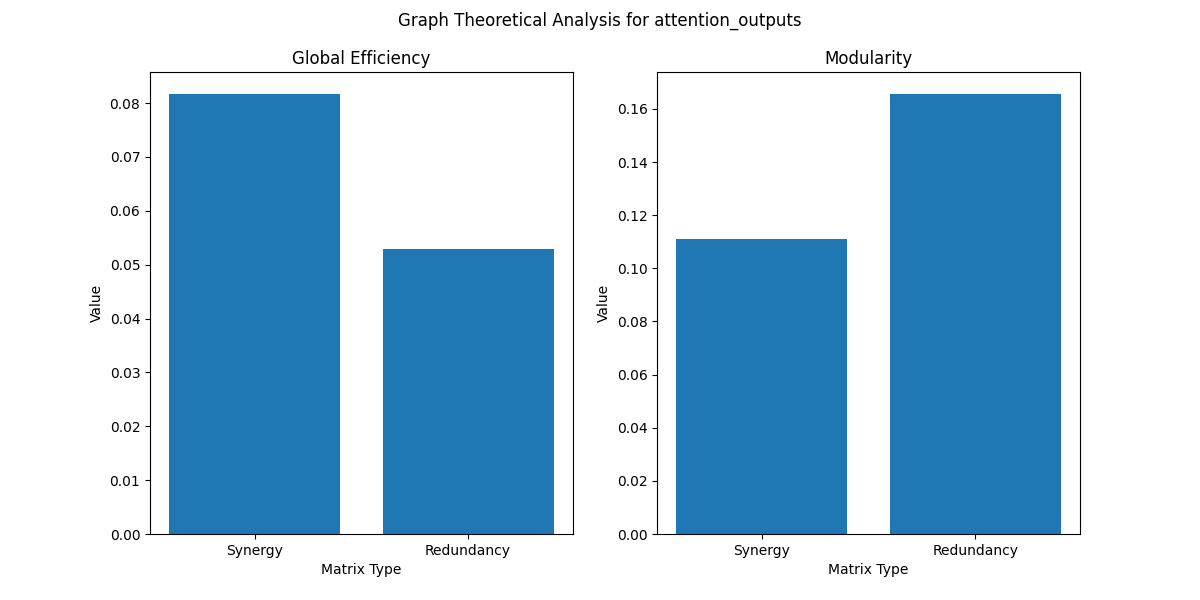 Graph Theoretical Analysis for attention_outputs
Global Efficiency
Value
0.08
0.07
0.06
0.05
0.04
0.03
0.02
0.01
0.00
Synergy Redundancy
Matrix Type
Modularity
Value
0.16
0.14
0.12
0.10
0.08
0.06
0.04
0.02
0.00
Synergy Redundancy
Matrix Type